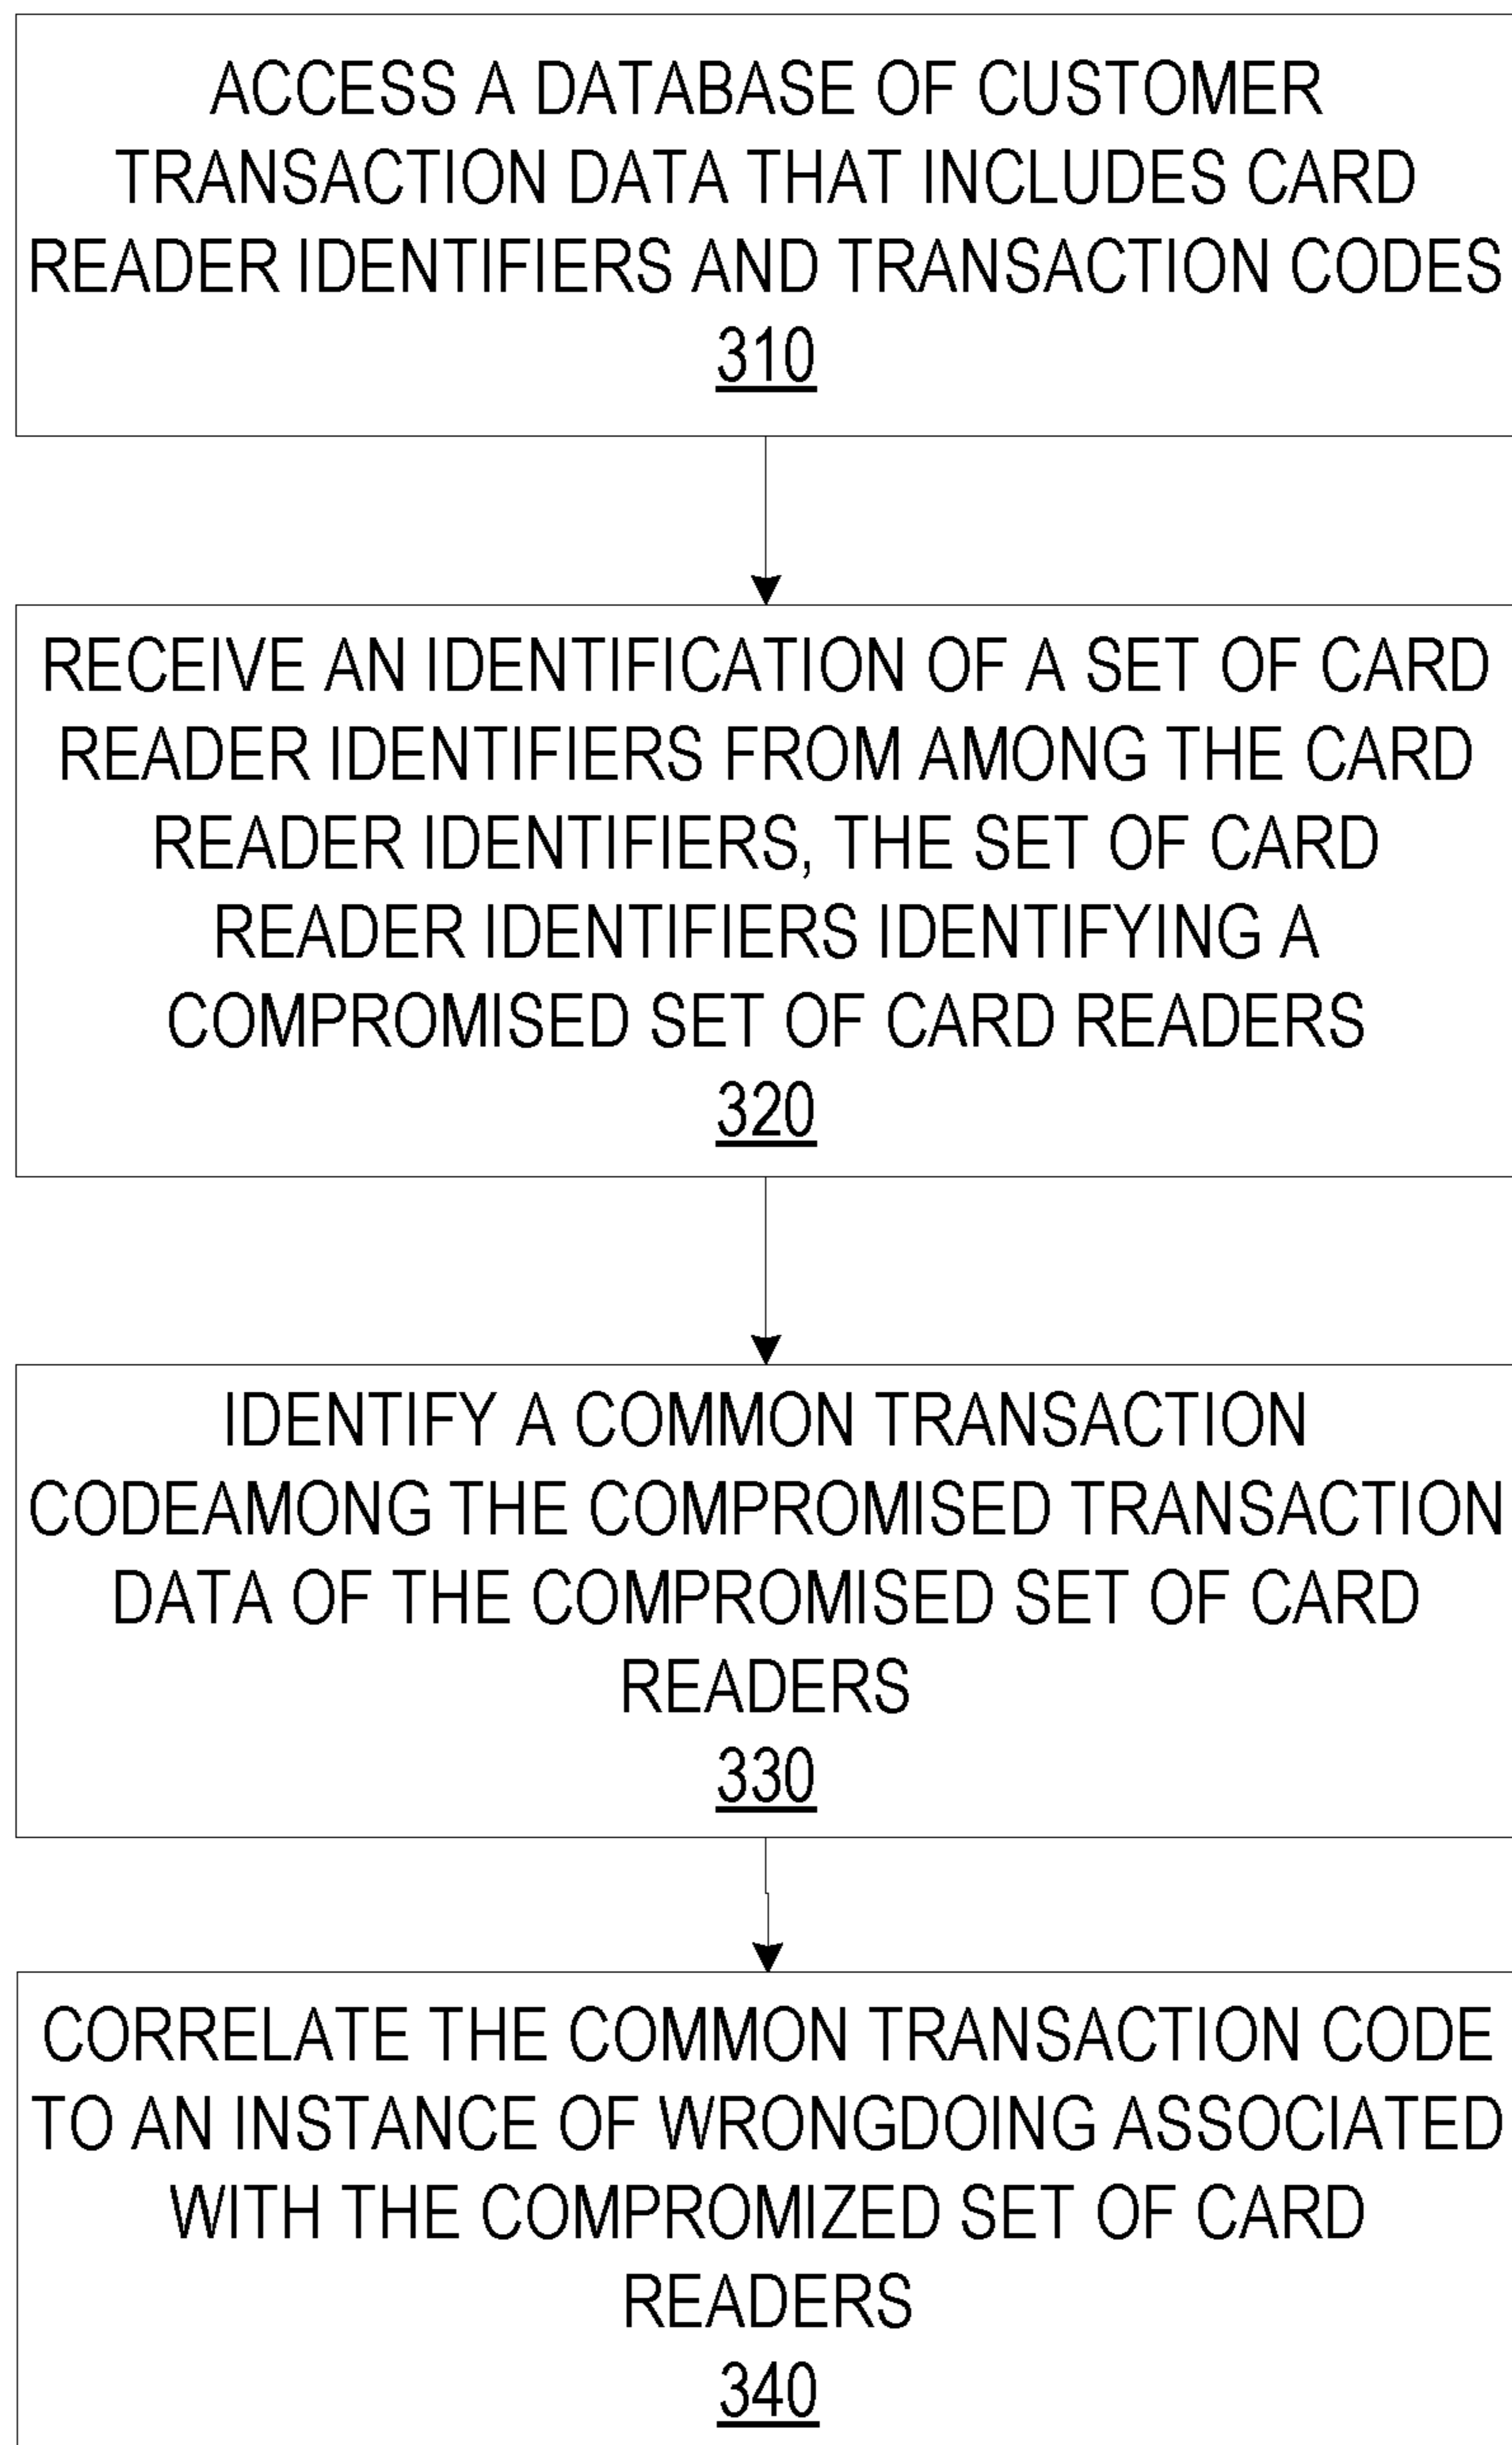 ACCESS A DATABASE OF CUSTOMER
TRANSACTION DATA THAT INCLUDES CARD
READER IDENTIFIERS AND TRANSACTION CODES
310
RECEIVE AN IDENTIFICATION OF A SET OF CARD
READER IDENTIFIERS FROM AMONG THE CARD
READER IDENTIFIERS, THE SET OF CARD
READER IDENTIFIERS IDENTIFYING A
COMPROMISED SET OF CARD READERS
320
IDENTIFY A COMMON TRANSACTION
CODEAMONG THE COMPROMISED TRANSACTION
DATA OF THE COMPROMISED SET OF CARD
READERS
330
CORRELATE THE COMMON TRANSACTION CODE
TO AN INSTANCE OF WRONGDOING ASSOCIATED
WITH THE COMPROMIZED SET OF CARD
READERS
340